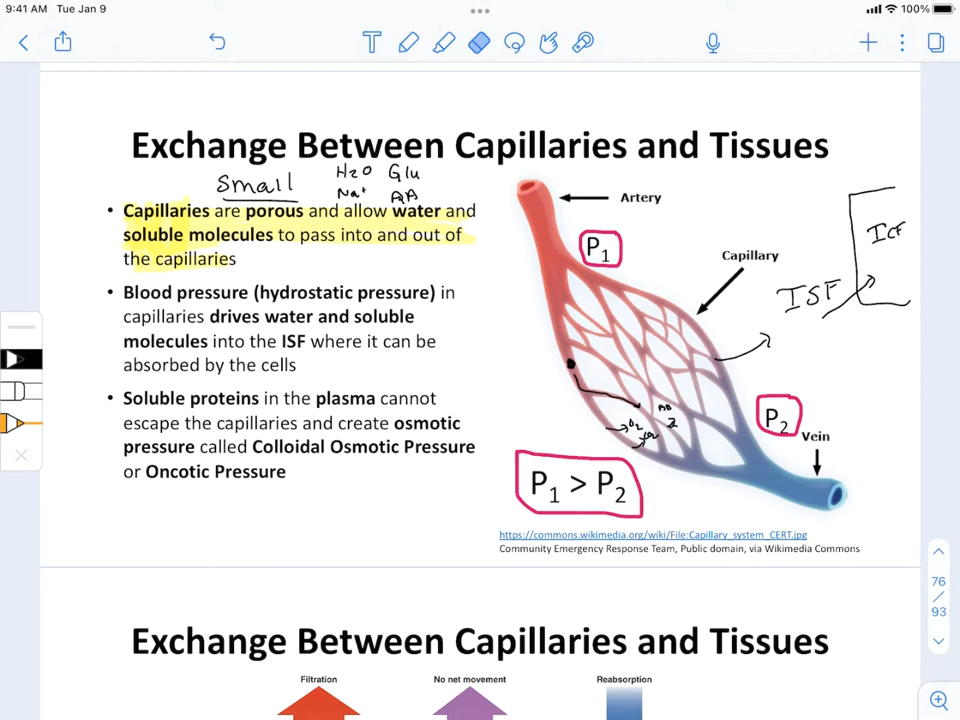 9:41 AM Tue Jan 9
100%
Exchange Between Capillaries and Tissues
Small
H2O Glu
Na+ AA
• Capillaries are porous and allow water and
soluble molecules to pass into and out of
the capillaries
• Blood pressure (hydrostatic pressure) in
capillaries drives water and soluble
molecules into the ISF where it can be
absorbed by the cells
• Soluble proteins in the plasma cannot
escape the capillaries and create osmotic
pressure called Colloidal Osmotic Pressure
or Oncotic Pressure
Artery
P1
Capillary
ICF
ISF
O2
P2
Vein
P1 > P2
https://commons.wikimedia.org/wiki/File:Capillary_system_CERT.jpg
Community Emergency Response Team, Public domain, via Wikimedia Commons
76
/
93
Exchange Between Capillaries and Tissues
Filtration
No net movement
Reabsorption